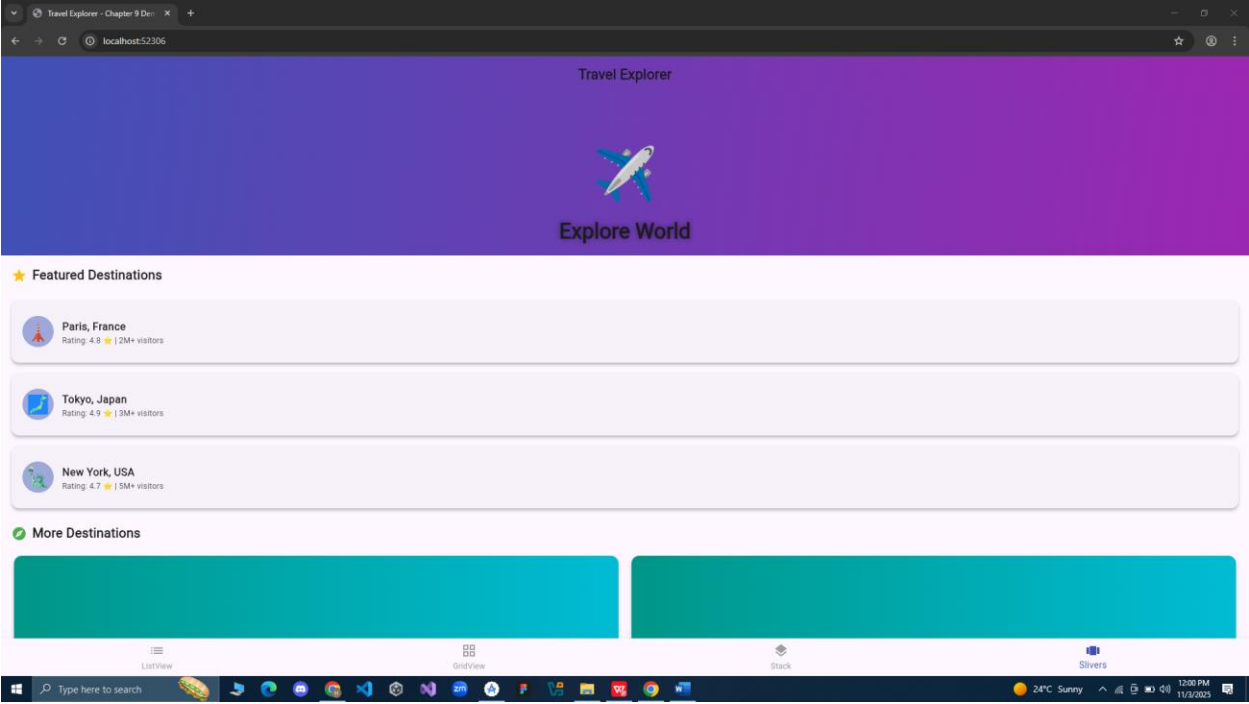 Travel Explorer - Chapter 9 Den
localhost:52306
Travel Explorer
Explore World
Featured Destinations
Paris, France
Rating: 4.8 ⭐ | 2M+ visitors
Tokyo, Japan
Rating: 4.9 ⭐ | 3M+ visitors
New York, USA
Rating: 4.7 ⭐ | 5M+ visitors
More Destinations
ListView GridView Stack Slivers
Type here to search
zm
24°C Sunny
12:00 PM
11/3/2025